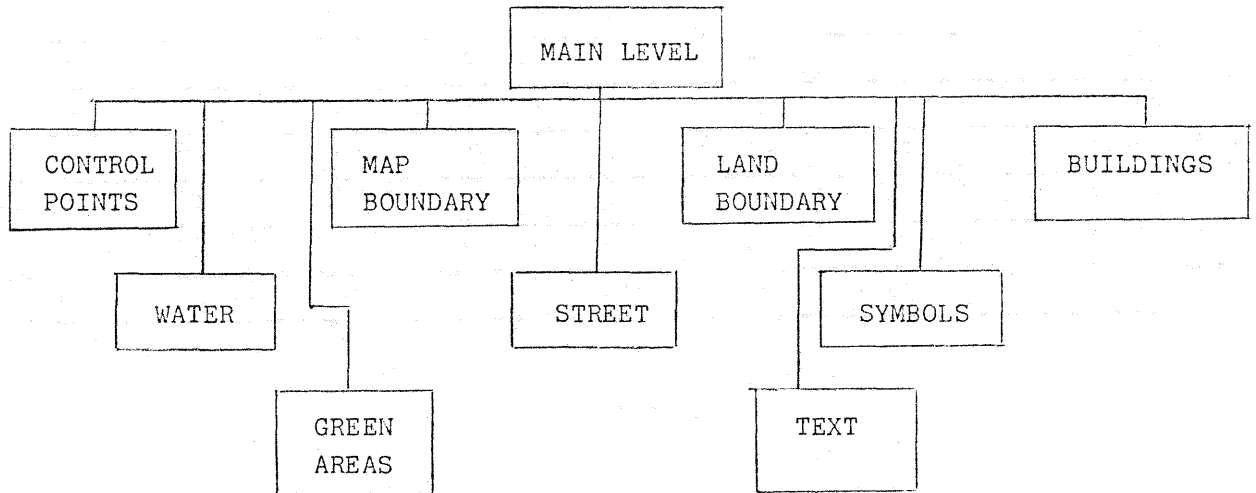 MAIN LEVEL
CONTROL
POINTS
MAP
BOUNDARY
LAND
BOUNDARY
BUILDINGS
WATER
STREET
SYMBOLS
GREEN
AREAS
TEXT